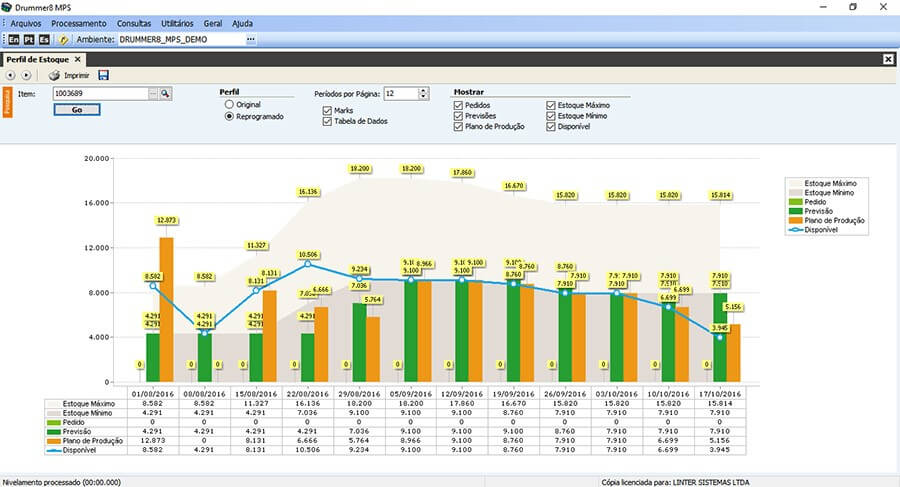 Drummer8 MPS
Arquivos Processamento Consultas Utilitários Geral Ajuda
En Pt Es Ambiente: DRUMMER8_MPS_DEMO
Perfil de Estoque
Imprimir
Pesquisa
Item: 1003689
Go
Perfil
Original
Reprogramado
Períodos por Página: 12
Marks
Tabela de Dados
Mostrar
Pedidos Estoque Máximo
Previsões Estoque Mínimo
Plano de Produção Disponível
20.000
16.000
12.000
8.000
4.000
0
12.873 8.582 4.291 4.291 0
8.582 4.291 4.291 0 0
11.327 8.131 8.131 4.291 4.291 0
16.136 10.506 6.666 4.291 0
18.200 9.234 7.036 5.764 0
18.200 8.966 9.100 0
17.860 9.100 9.100 0
16.670 8.760 8.760 0
15.820 8.760 7.910 7.910 0
15.820 7.910 7.910 0
15.820 7.910 6.699 6.699 0
15.814 7.910 5.156 3.945 0
Estoque Máximo
Estoque Mínimo
Pedido
Previsão
Plano de Produção
Disponível
01/08/2016 08/08/2016 15/08/2016 22/08/2016 29/08/2016 05/09/2016 12/09/2016 19/09/2016 26/09/2016 03/10/2016 10/10/2016 17/10/2016
Estoque Máximo 8.582 8.582 11.327 16.136 18.200 18.200 17.860 16.670 15.820 15.820 15.820 15.814
Estoque Mínimo 4.291 4.291 4.291 7.036 9.100 9.100 9.100 8.760 7.910 7.910 7.910 7.910
Pedido 0 0 0 0 0 0 0 0 0 0 0 0
Previsão 4.291 4.291 4.291 4.291 7.036 9.100 9.100 9.100 8.760 7.910 7.910 7.910
Plano de Produção 12.873 0 8.131 6.666 5.764 8.966 9.100 8.760 7.910 7.910 6.699 5.156
Disponível 8.582 4.291 8.131 10.506 9.234 9.100 9.100 8.760 7.910 7.910 6.699 3.945
Nivelamento processado (00:00.000) Cópia licenciada para: LINTER SISTEMAS LTDA